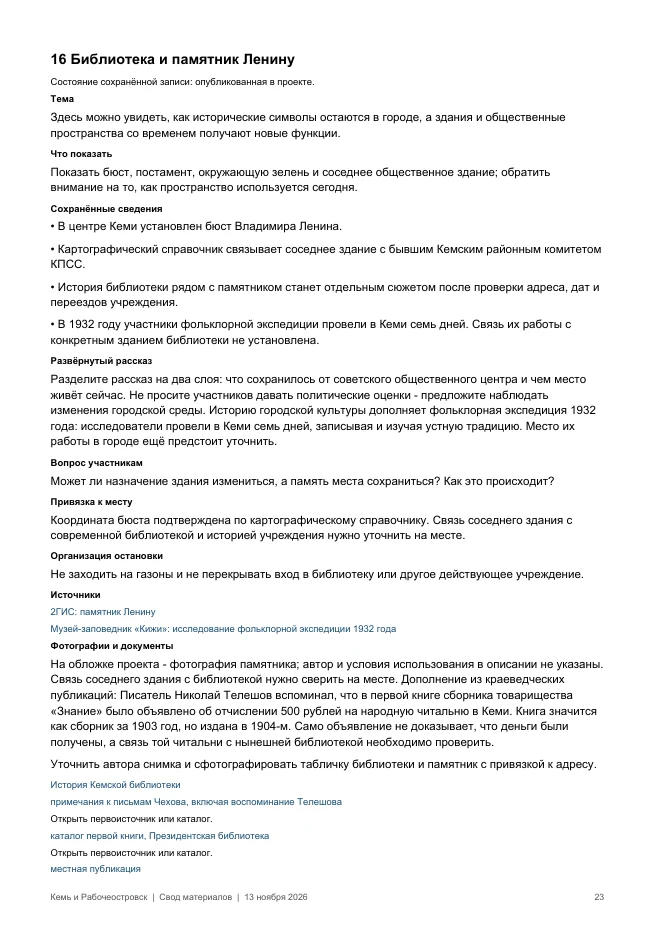 16 Библиотека и памятник Ленину
Состояние сохранённой записи: опубликованная в проекте.
Тема
Здесь можно увидеть, как исторические символы остаются в городе, а здания и общественные
пространства со временем получают новые функции.
Что показать
Показать бюст, постамент, окружающую зелень и соседнее общественное здание; обратить
внимание на то, как пространство используется сегодня.
Сохранённые сведения
• В центре Кеми установлен бюст Владимира Ленина.
• Картографический справочник связывает соседнее здание с бывшим Кемским районным комитетом
КПСС.
• История библиотеки рядом с памятником станет отдельным сюжетом после проверки адреса, дат и
переездов учреждения.
• В 1932 году участники фольклорной экспедиции провели в Кеми семь дней. Связь их работы с
конкретным зданием библиотеки не установлена.
Развёрнутый рассказ
Разделите рассказ на два слоя: что сохранилось от советского общественного центра и чем место
живёт сейчас. Не просите участников давать политические оценки - предложите наблюдать
изменения городской среды. Историю городской культуры дополняет фольклорная экспедиция 1932
года: исследователи провели в Кеми семь дней, записывая и изучая устную традицию. Место их
работы в городе ещё предстоит уточнить.
Вопрос участникам
Может ли назначение здания измениться, а память места сохраниться? Как это происходит?
Привязка к месту
Координата бюста подтверждена по картографическому справочнику. Связь соседнего здания с
современной библиотекой и историей учреждения нужно уточнить на месте.
Организация остановки
Не заходить на газоны и не перекрывать вход в библиотеку или другое действующее учреждение.
Источники
2ГИС: памятник Ленину
Музей-заповедник «Кижи»: исследование фольклорной экспедиции 1932 года
Фотографии и документы
На обложке проекта - фотография памятника; автор и условия использования в описании не указаны.
Связь соседнего здания с библиотекой нужно сверить на месте. Дополнение из краеведческих
публикаций: Писатель Николай Телешов вспоминал, что в первой книге сборника товарищества
«Знание» было объявлено об отчислении 500 рублей на народную читальню в Кеми. Книга значится
как сборник за 1903 год, но издана в 1904-м. Само объявление не доказывает, что деньги были
получены, а связь той читальни с нынешней библиотекой необходимо проверить.
Уточнить автора снимка и сфотографировать табличку библиотеки и памятник с привязкой к адресу.
История Кемской библиотеки
примечания к письмам Чехова, включая воспоминание Телешова
Открыть первоисточник или каталог.
каталог первой книги, Президентская библиотека
Открыть первоисточник или каталог.
местная публикация
Кемь и Рабочеостровск | Свод материалов | 13 ноября 2026 23